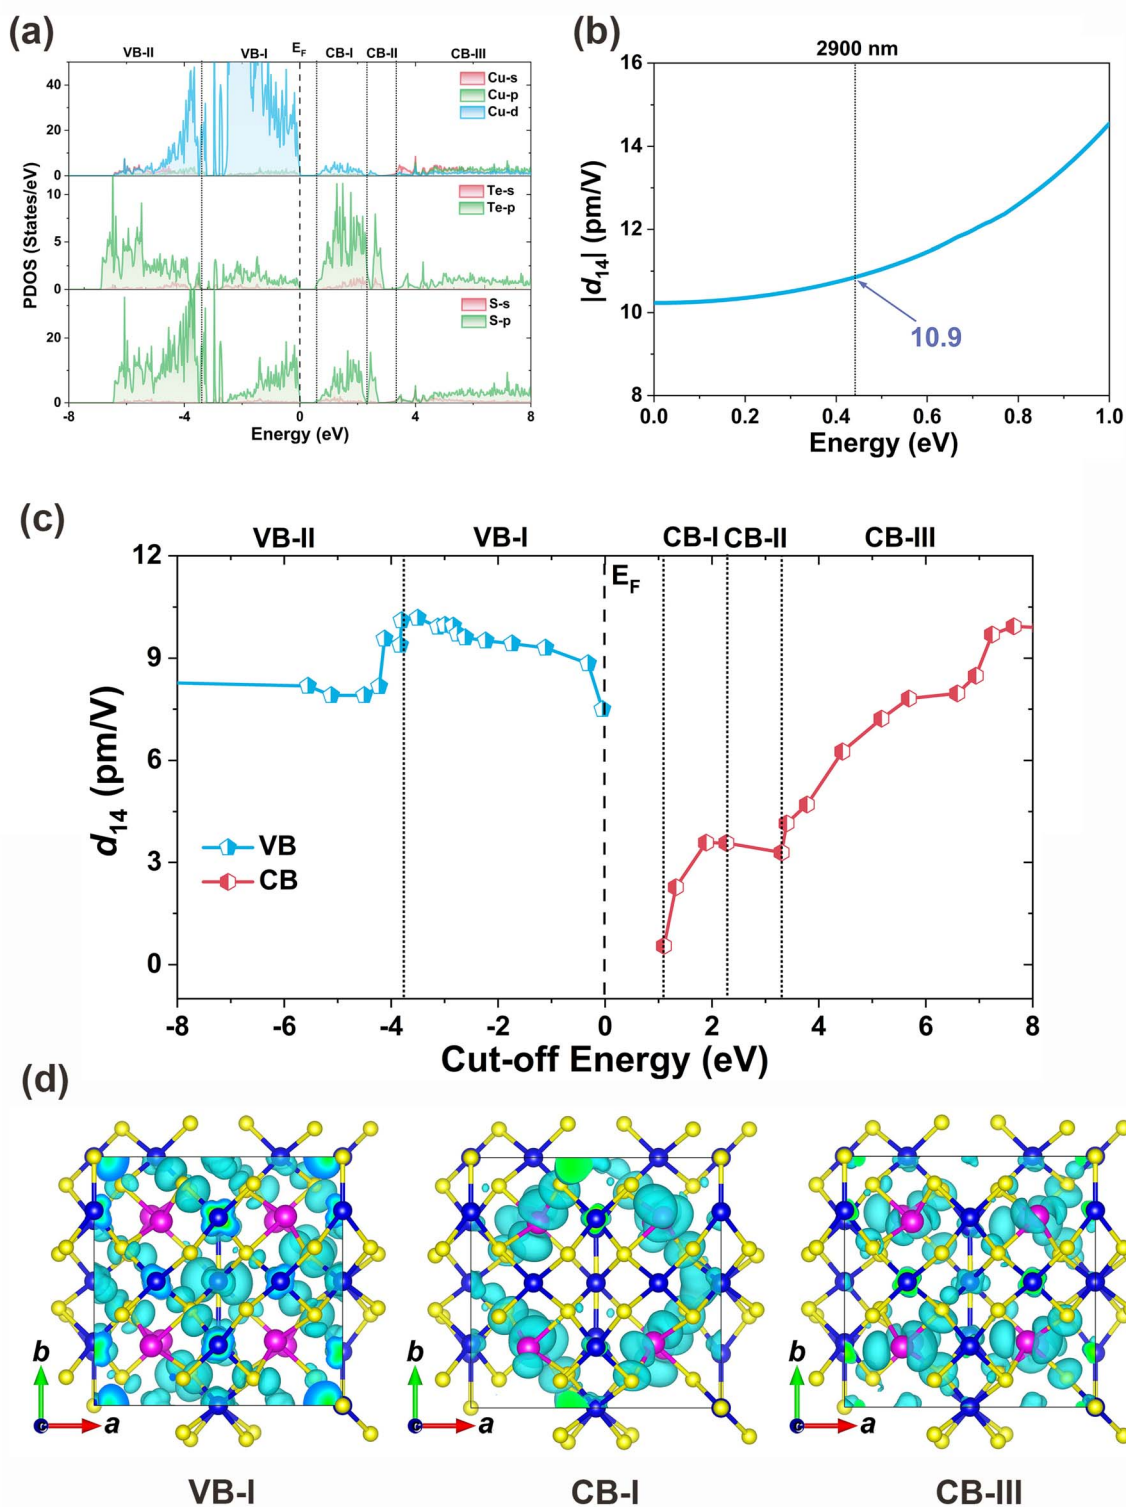 (a)
VB-II VB-I E_F CB-I CB-II CB-III
40
20
0
Cu-s
Cu-p
Cu-d
10
5
0
Te-s
Te-p
20
0
S-s
S-p
PDOS (States/eV)
-8 -4 0 4 8
Energy (eV)
(b)
2900 nm
16
14
12
10
8
|d14| (pm/V)
10.9
0.0 0.2 0.4 0.6 0.8 1.0
Energy (eV)
(c)
VB-II VB-I CB-I CB-II CB-III
E_F
12
9
6
3
0
d14 (pm/V)
VB
CB
-8 -6 -4 -2 0 2 4 6 8
Cut-off Energy (eV)
(d)
b a b a b a
VB-I CB-I CB-III